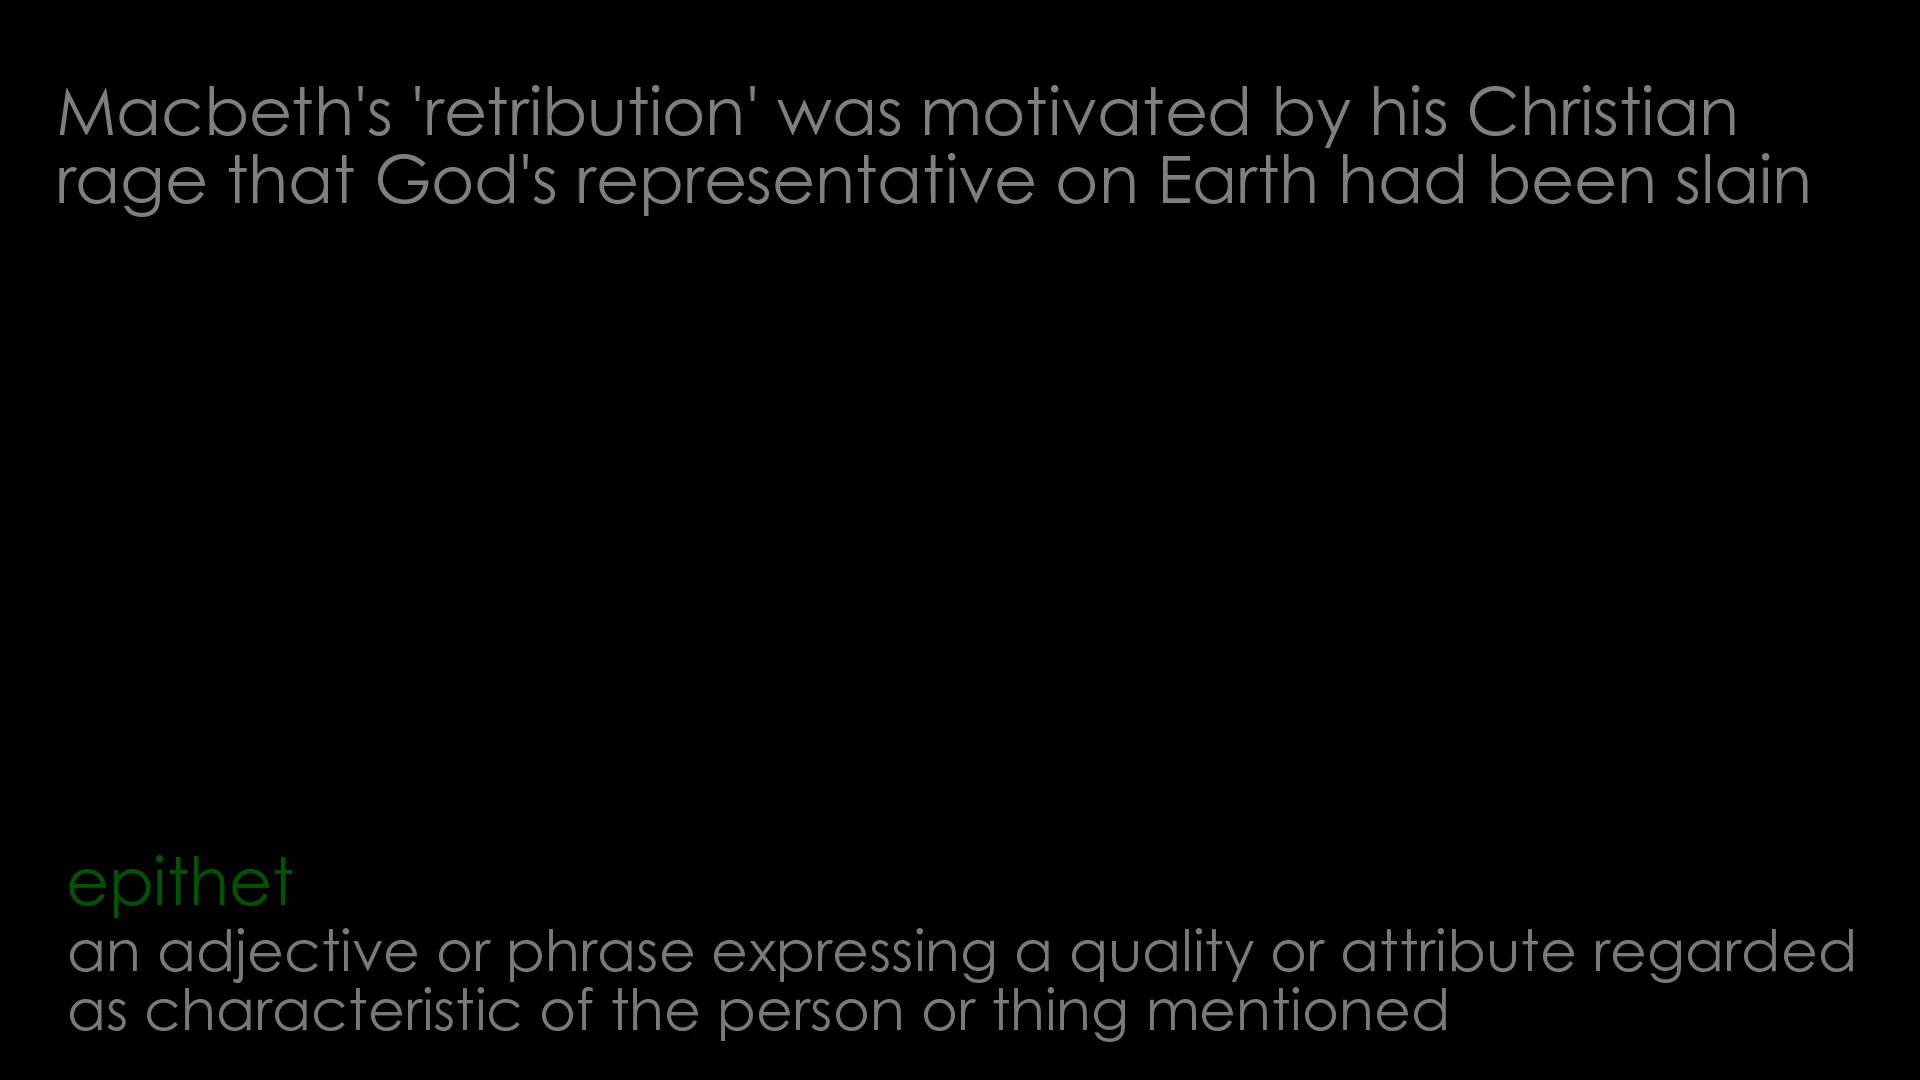 Macbeth's 'retribution' was motivated by his Christian
rage that God's representative on Earth had been slain
epithet
an adjective or phrase expressing a quality or attribute regarded
as characteristic of the person or thing mentioned